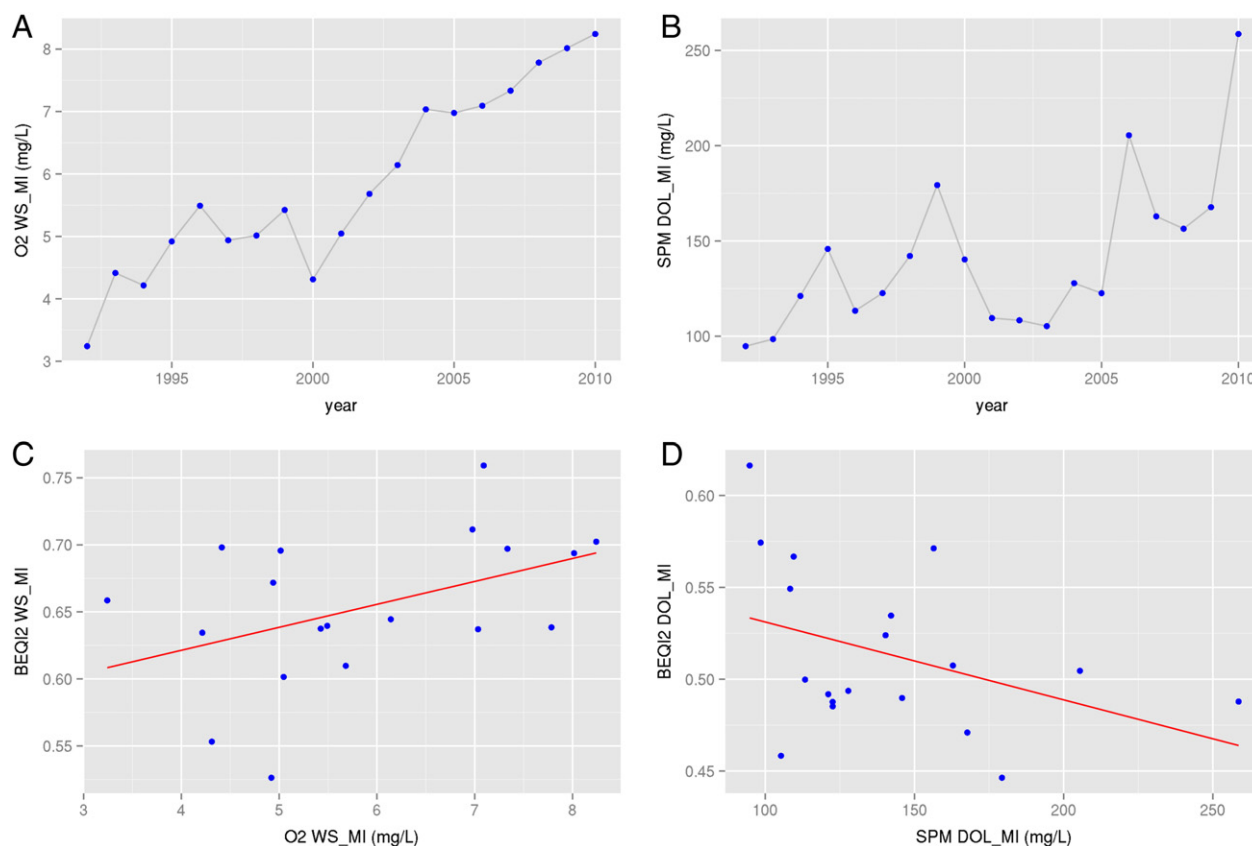 A
O2 WS_MI (mg/L)
8
7
6
5
4
3
1995 2000 2005 2010
year
B
SPM DOL_MI (mg/L)
250
200
150
100
1995 2000 2005 2010
year
C
BEQI2 WS_MI
0.75
0.70
0.65
0.60
0.55
3 4 5 6 7 8
O2 WS_MI (mg/L)
D
BEQI2 DOL_MI
0.60
0.55
0.50
0.45
100 150 200 250
SPM DOL_MI (mg/L)